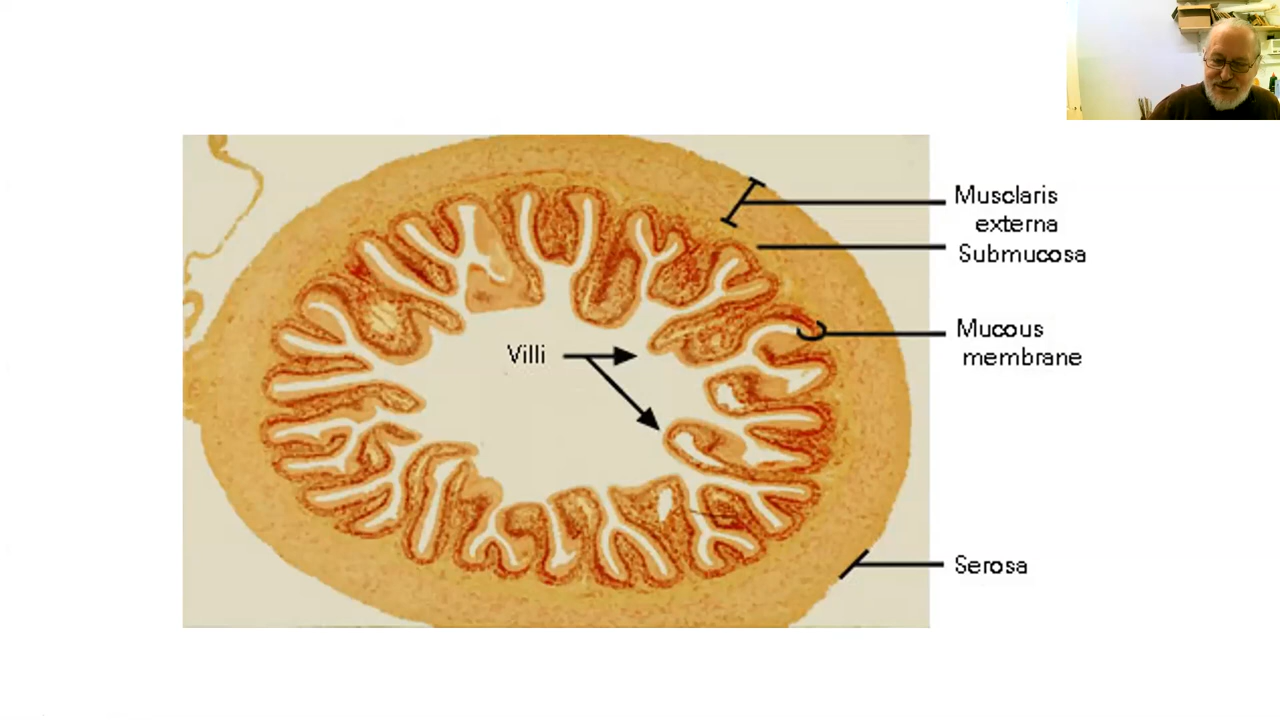 Musclaris
externa
Submucosa
Mucous
membrane
Villi
Serosa